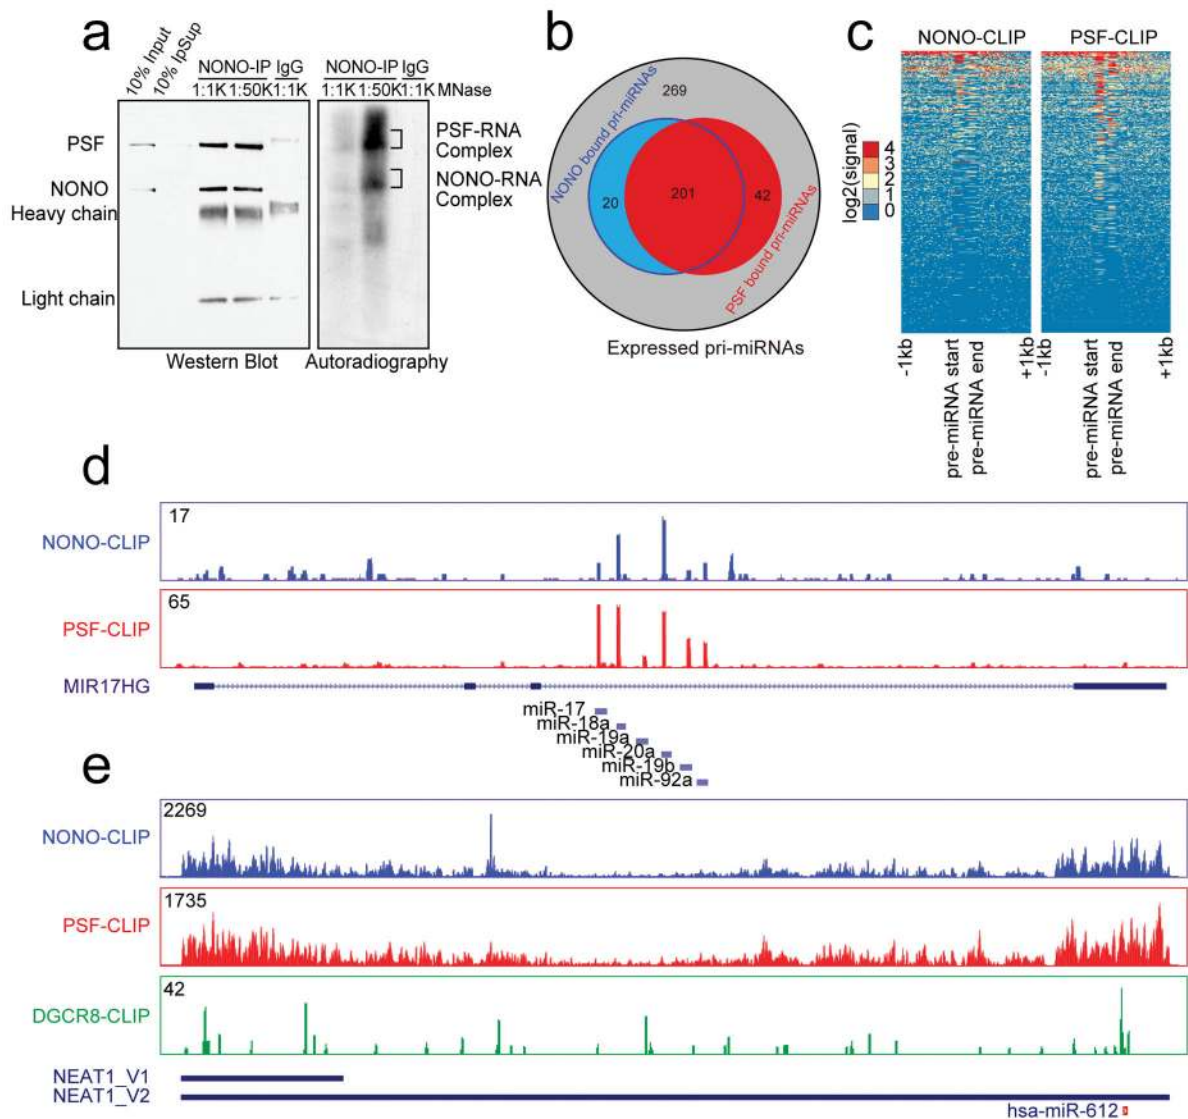 a
10% Input
10% IpSup
NONO-IP IgG
1:1K 1:50K 1:1K
NONO-IP IgG
1:1K 1:50K 1:1K MNase
PSF
NONO
Heavy chain
Light chain
PSF-RNA
Complex
NONO-RNA
Complex
Western Blot
Autoradiography
b
NONO bound pri-miRNAs
269
20
201
42
PSF bound pri-miRNAs
Expressed pri-miRNAs
c
NONO-CLIP
PSF-CLIP
log2(signal)
4
3
2
1
0
-1kb
pre-miRNA start
pre-miRNA end
+1kb
-1kb
pre-miRNA start
pre-miRNA end
+1kb
d
NONO-CLIP
17
PSF-CLIP
65
MIR17HG
miR-17
miR-18a
miR-19a
miR-20a
miR-19b
miR-92a
e
NONO-CLIP
2269
PSF-CLIP
1735
DGCR8-CLIP
42
NEAT1_V1
NEAT1_V2
hsa-miR-612